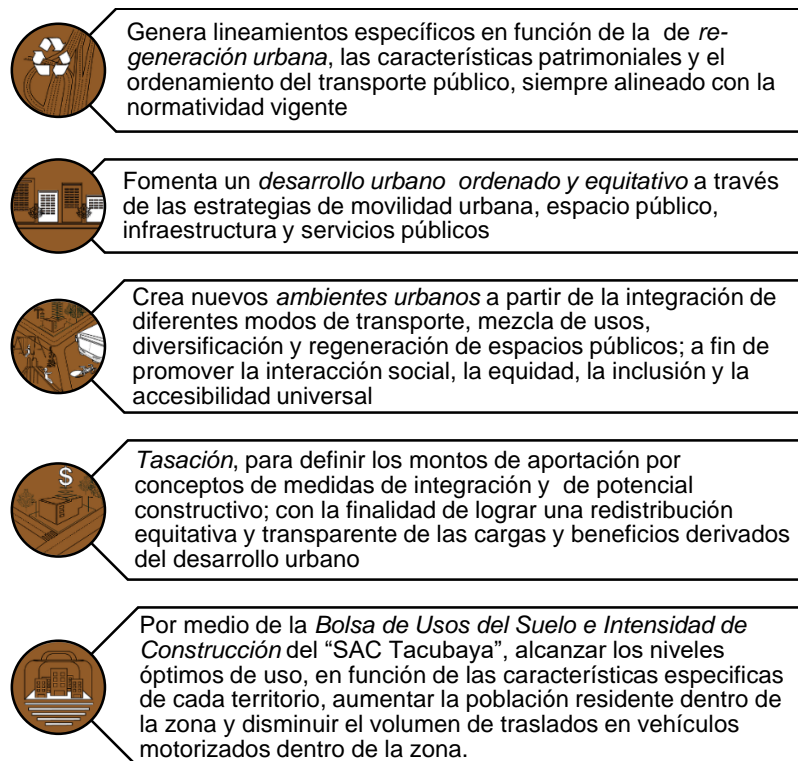 Genera lineamientos específicos en función de la  de re-
generación urbana, las características patrimoniales y el
ordenamiento del transporte público, siempre alineado con la
normatividad vigente
Fomenta un desarrollo urbano  ordenado y equitativo a través
de las estrategias de movilidad urbana, espacio público,
infraestructura y servicios públicos
Crea nuevos ambientes urbanos a partir de la integración de
diferentes modos de transporte, mezcla de usos,
diversificación y regeneración de espacios públicos; a fin de
promover la interacción social, la equidad, la inclusión y la
accesibilidad universal
$
Tasación, para definir los montos de aportación por
conceptos de medidas de integración y  de potencial
constructivo; con la finalidad de lograr una redistribución
equitativa y transparente de las cargas y beneficios derivados
del desarrollo urbano
Por medio de la Bolsa de Usos del Suelo e Intensidad de
Construcción del “SAC Tacubaya”, alcanzar los niveles
óptimos de uso, en función de las características especificas
de cada territorio, aumentar la población residente dentro de
la zona y disminuir el volumen de traslados en vehículos
motorizados dentro de la zona.